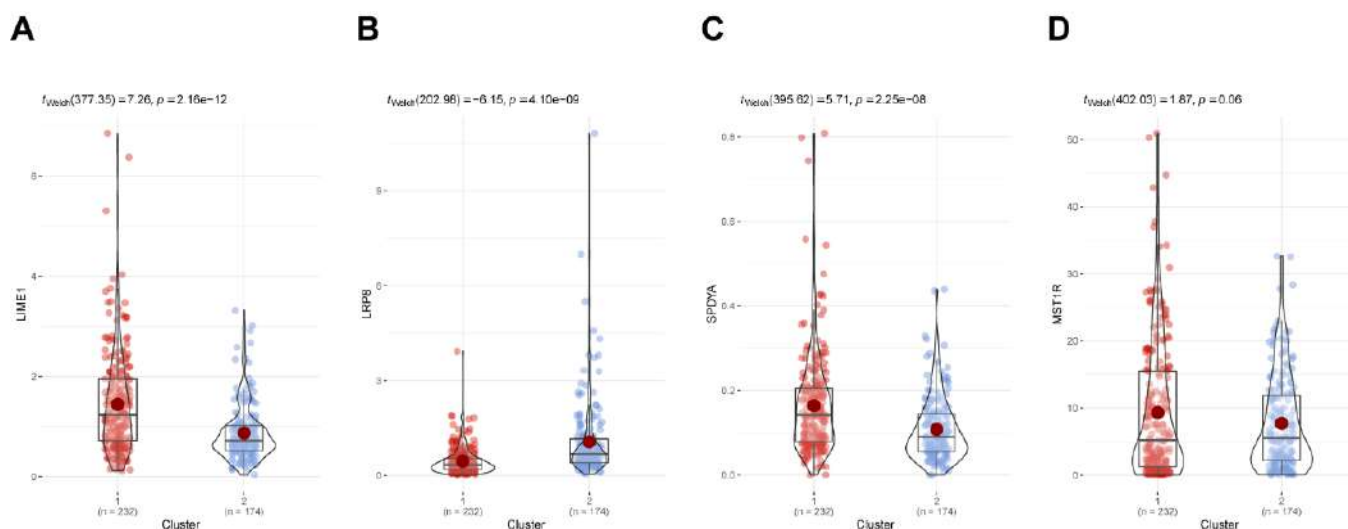 A
B
C
D
tWelch(377.35) = 7.26, p = 2.16e-12
tWelch(202.98) = -6.15, p = 4.10e-09
tWelch(395.62) = 5.71, p = 2.25e-08
tWelch(402.03) = 1.87, p = 0.06
LIME1
6
4
2
0
1
(n = 232)
2
(n = 174)
Cluster
LRP8
9
6
3
0
1
(n = 232)
2
(n = 174)
Cluster
SPDYA
0.8
0.6
0.4
0.2
0.0
1
(n = 232)
2
(n = 174)
Cluster
MST1R
50
40
30
20
10
0
1
(n = 232)
2
(n = 174)
Cluster